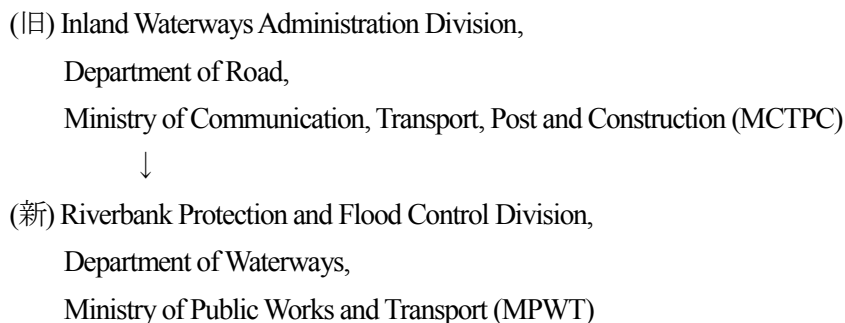 (旧) Inland Waterways Administration Division,
Department of Road,
Ministry of Communication, Transport, Post and Construction (MCTPC)
↓
(新) Riverbank Protection and Flood Control Division,
Department of Waterways,
Ministry of Public Works and Transport (MPWT)